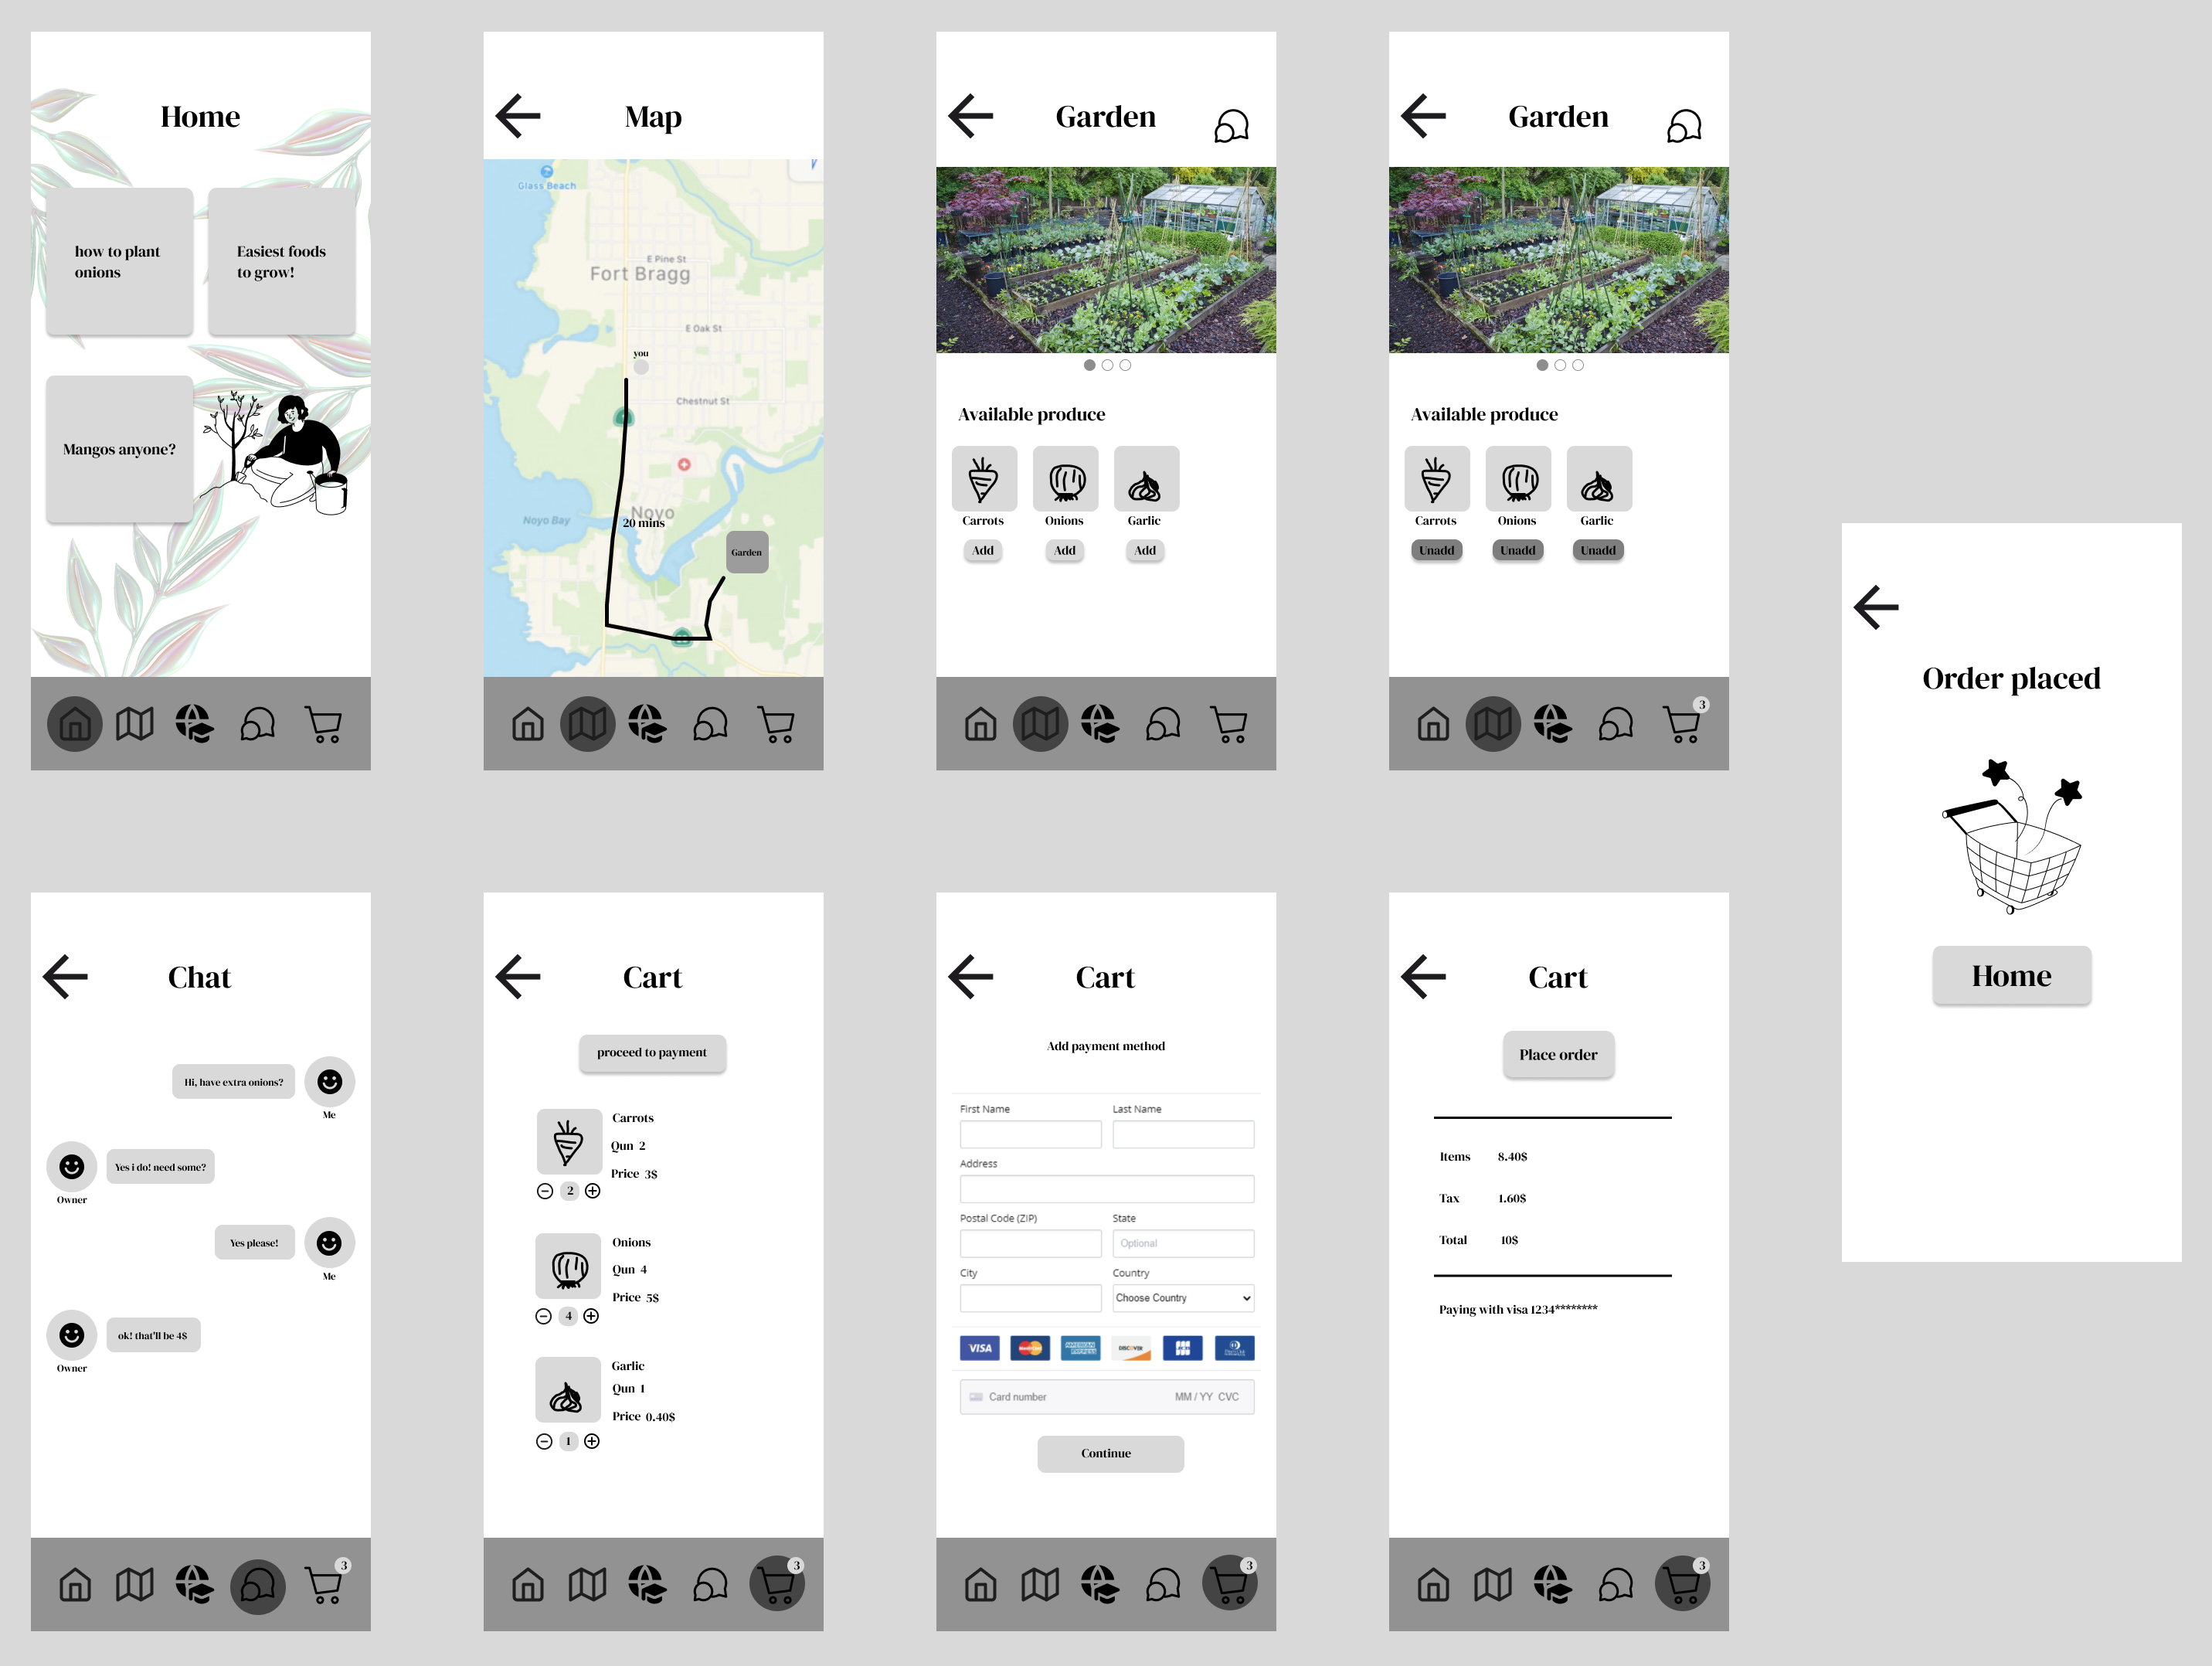 Home
how to plant
onions
Easiest foods
to grow!
Mangos anyone?
Map
Glass Beach
E Pine St
Fort Bragg
E Oak St
you
Chestnut St
Noyo
20 mins
Noyo Bay
Garden
Garden
Available produce
Carrots
Onions
Garlic
Add
Add
Add
Garden
Available produce
Carrots
Onions
Garlic
Unadd
Unadd
Unadd
3
Chat
Hi, have extra onions?
Me
Yes i do! need some?
Owner
Yes please!
Me
ok! that'll be 4$
Owner
3
Cart
proceed to payment
Carrots
Qun 2
Price 3$
2
Onions
Qun 4
Price 5$
4
Garlic
Qun 1
Price 0.40$
1
3
Cart
Add payment method
First Name
Last Name
Address
Postal Code (ZIP)
State
Optional
City
Country
Choose Country
VISA
MasterCard
AMERICAN EXPRESS
DISCOVER
JCB
Card number
MM / YY CVC
Continue
3
Cart
Place order
Items 8.40$
Tax 1.60$
Total 10$
Paying with visa 1234********
3
Order placed
Home